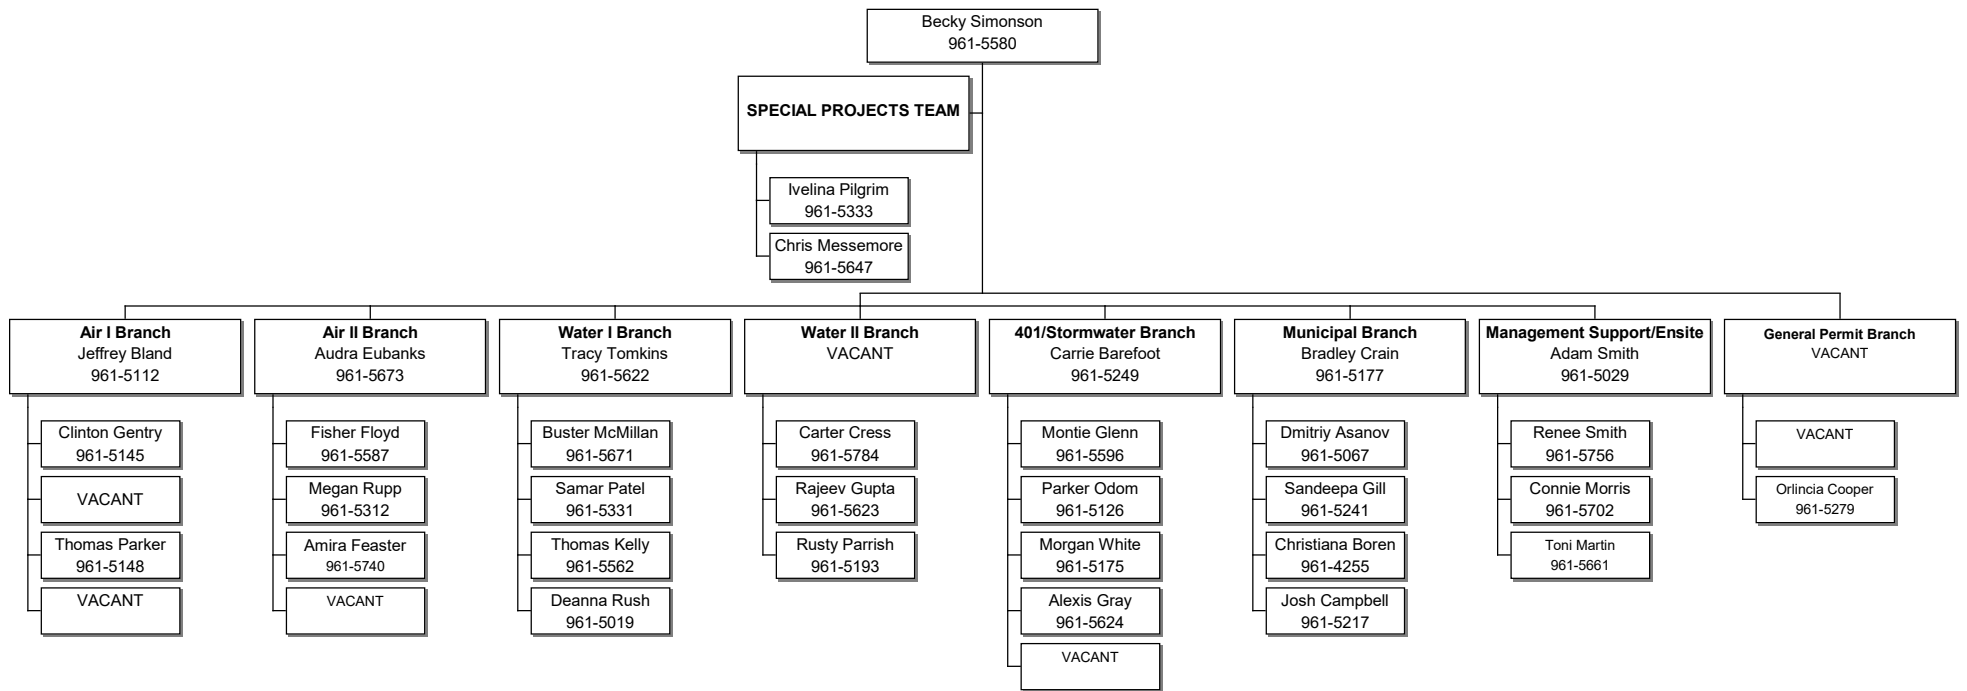 Becky Simonson
961-5580
SPECIAL PROJECTS TEAM
Ivelina Pilgrim
961-5333
Chris Messemore
961-5647
Air I Branch
Jeffrey Bland
961-5112
Clinton Gentry
961-5145
VACANT
Thomas Parker
961-5148
VACANT
Air II Branch
Audra Eubanks
961-5673
Fisher Floyd
961-5587
Megan Rupp
961-5312
Amira Feaster
961-5740
VACANT
Water I Branch
Tracy Tomkins
961-5622
Buster McMillan
961-5671
Samar Patel
961-5331
Thomas Kelly
961-5562
Deanna Rush
961-5019
Water II Branch
VACANT
Carter Cress
961-5784
Rajeev Gupta
961-5623
Rusty Parrish
961-5193
401/Stormwater Branch
Carrie Barefoot
961-5249
Montie Glenn
961-5596
Parker Odom
961-5126
Morgan White
961-5175
Alexis Gray
961-5624
VACANT
Municipal Branch
Bradley Crain
961-5177
Dmitriy Asanov
961-5067
Sandeepa Gill
961-5241
Christiana Boren
961-4255
Josh Campbell
961-5217
Management Support/Ensite
Adam Smith
961-5029
Renee Smith
961-5756
Connie Morris
961-5702
Toni Martin
961-5661
General Permit Branch
VACANT
VACANT
Orlincia Cooper
961-5279